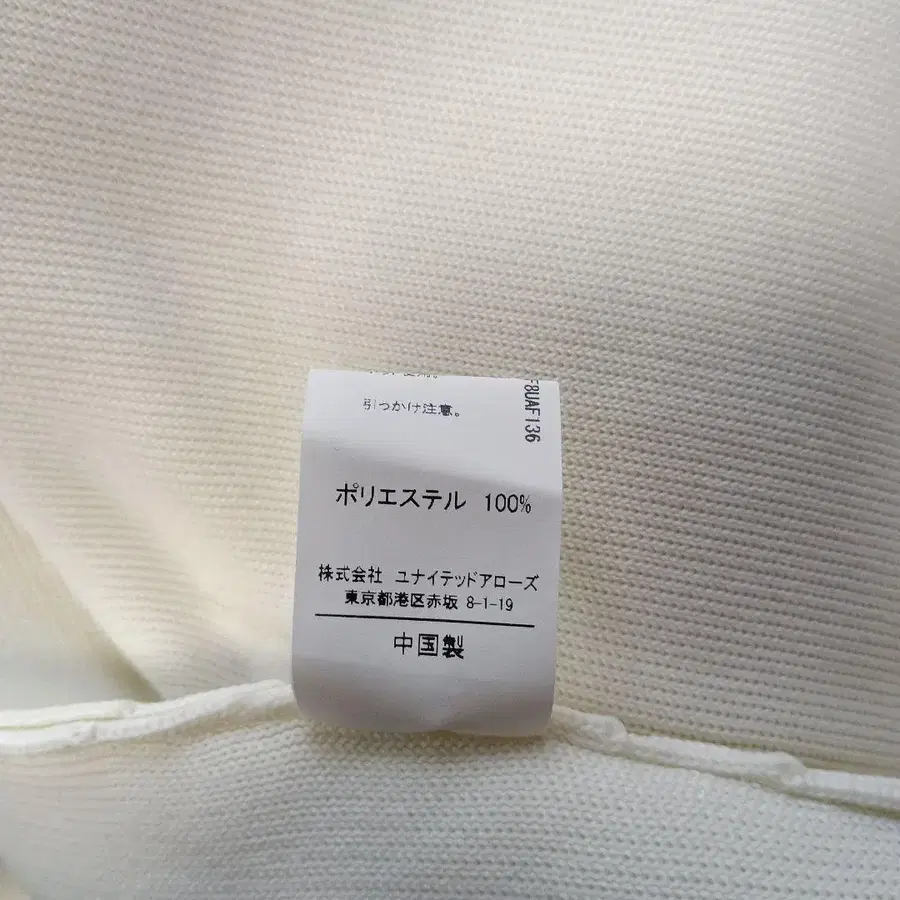 引っかけ注意。
F8UAF136
ポリエステル 100%
株式会社 ユナイテッドアローズ
東京都港区赤坂 8-1-19
中国製